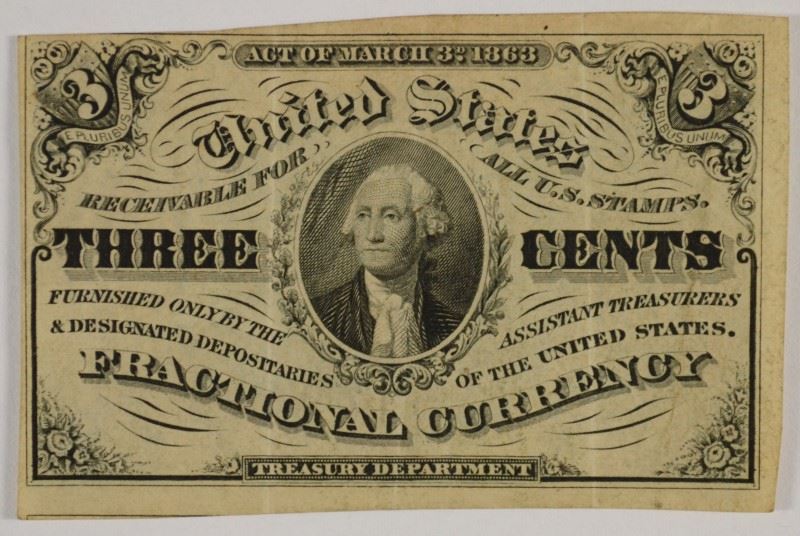 ACT OF MARCH 3D 1863
3
3
E PLURIBUS UNUM
E PLURIBUS UNUM
United States
RECEIVABLE FOR ALL U.S. STAMPS.
THREE CENTS
FURNISHED ONLY BY THE ASSISTANT TREASURERS
& DESIGNATED DEPOSITARIES OF THE UNITED STATES.
FRACTIONAL CURRENCY
TREASURY DEPARTMENT